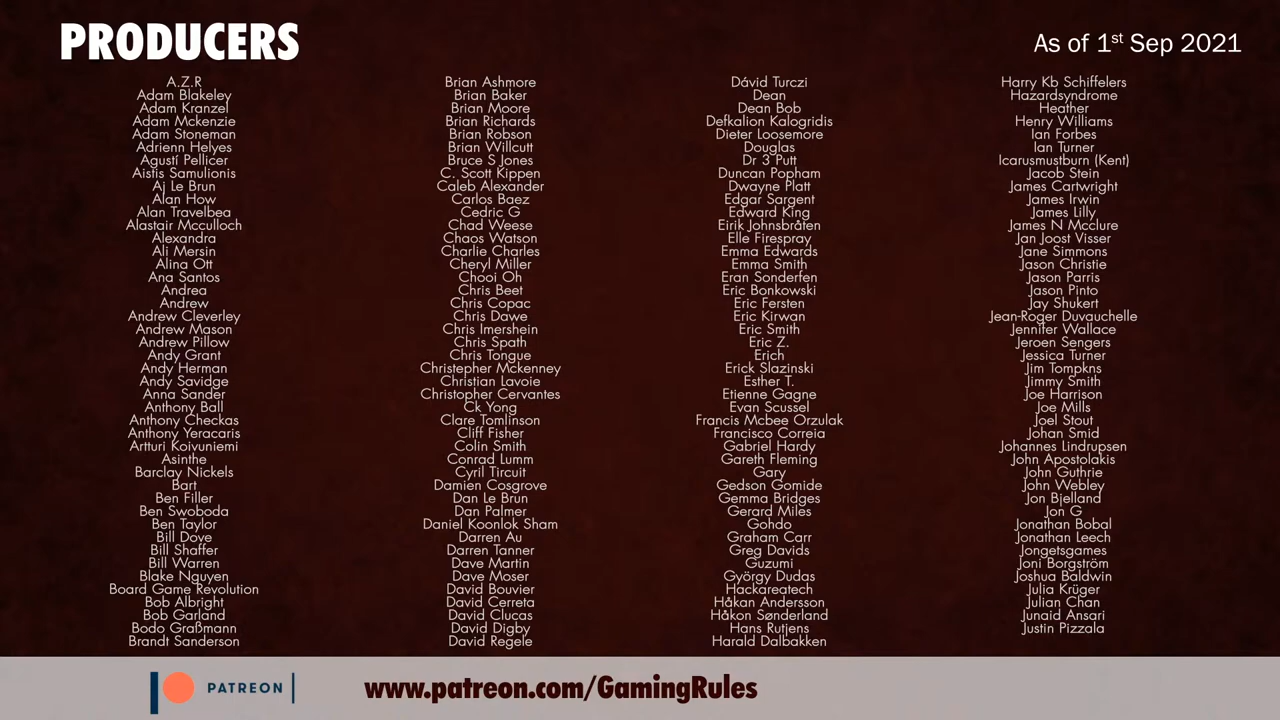 PRODUCERS
As of 1st Sep 2021
A.Z.R
Adam Blakeley
Adam Kranzel
Adam Mckenzie
Adam Stoneman
Adrienn Helyes
Agustí Pellicer
Aistis Samulionis
Aj Le Brun
Alan How
Alan Travelbea
Alastair Mcculloch
Alexandra
Ali Mersin
Alina Ott
Ana Santos
Andrea
Andrew
Andrew Cleverley
Andrew Mason
Andrew Pillow
Andy Grant
Andy Herman
Andy Savidge
Anna Sander
Anthony Ball
Anthony Checkas
Anthony Yeracaris
Artturi Koivuniemi
Asinthe
Barclay Nickels
Bart
Ben Filler
Ben Swoboda
Ben Taylor
Bill Dove
Bill Shaffer
Bill Warren
Blake Nguyen
Board Game Revolution
Bob Albright
Bob Garland
Bodo Graßmann
Brandt Sanderson
Brian Ashmore
Brian Baker
Brian Moore
Brian Richards
Brian Robson
Brian Willcutt
Bruce S Jones
C. Scott Kippen
Caleb Alexander
Carlos Baez
Cedric G
Chad Weese
Chaos Watson
Charlie Charles
Cheryl Miller
Chooi Oh
Chris Beet
Chris Copac
Chris Dawe
Chris Imershein
Chris Spath
Chris Tongue
Christepher Mckenney
Christian Lavoie
Christopher Cervantes
Ck Yong
Clare Tomlinson
Cliff Fisher
Colin Smith
Conrad Lumm
Cyril Tircuit
Damien Cosgrove
Dan Le Brun
Dan Palmer
Daniel Koonlok Sham
Darren Au
Darren Tanner
Dave Martin
Dave Moser
David Bouvier
David Cerreta
David Clucas
David Digby
David Regele
Dávid Turczi
Dean
Dean Bob
Defkalion Kalogridis
Dieter Loosemore
Douglas
Dr 3 Putt
Duncan Popham
Dwayne Platt
Edgar Sargent
Edward King
Eirik Johnsbråten
Elle Firespray
Emma Edwards
Emma Smith
Eran Sonderfen
Eric Bonkowski
Eric Fersten
Eric Kirwan
Eric Smith
Eric Z.
Erich
Erick Slazinski
Esther T.
Etienne Gagne
Evan Scussel
Francis Mcbee Orzulak
Francisco Correia
Gabriel Hardy
Gareth Fleming
Gary
Gedson Gomide
Gemma Bridges
Gerard Miles
Gohdo
Graham Carr
Greg Davids
Guzumi
György Dudas
Hackareatech
Håkan Andersson
Håkon Sønderland
Hans Rutjens
Harald Dalbakken
Harry Kb Schiffelers
Hazardsyndrome
Heather
Henry Williams
Ian Forbes
Ian Turner
Icarusmustburn (Kent)
Jacob Stein
James Cartwright
James Irwin
James Lilly
James N Mcclure
Jan Joost Visser
Jane Simmons
Jason Christie
Jason Parris
Jason Pinto
Jay Shukert
Jean-Roger Duvauchelle
Jennifer Wallace
Jeroen Sengers
Jessica Turner
Jim Tompkns
Jimmy Smith
Joe Harrison
Joe Mills
Joel Stout
Johan Smid
Johannes Lindrupsen
John Apostolakis
John Guthrie
John Webley
Jon Bjelland
Jon G
Jonathan Bobal
Jonathan Leech
Jongetsgames
Joni Borgström
Joshua Baldwin
Julia Krüger
Julian Chan
Junaid Ansari
Justin Pizzala
PATREON
www.patreon.com/GamingRules